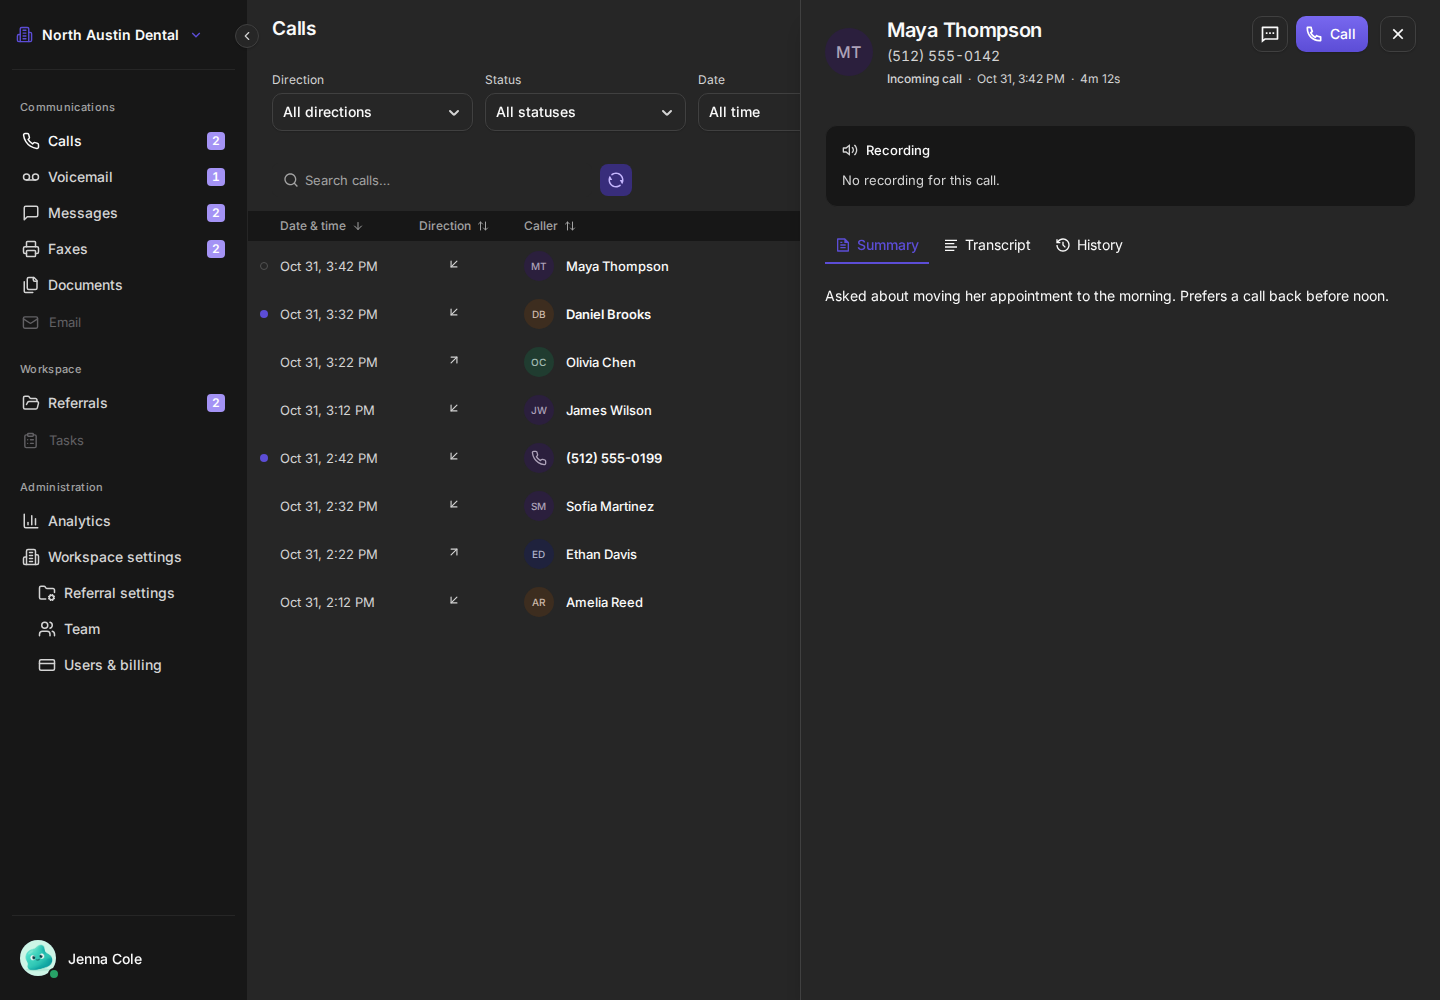 North Austin Dental
Communications
Calls 2
Voicemail 1
Messages 2
Faxes 2
Documents
Email
Workspace
Referrals 2
Tasks
Administration
Analytics
Workspace settings
Referral settings
Team
Users & billing
Jenna Cole
Calls
Direction Status Date
All directions All statuses All time
Search calls...
Date & time Direction Caller
Oct 31, 3:42 PM MT Maya Thompson
Oct 31, 3:32 PM DB Daniel Brooks
Oct 31, 3:22 PM OC Olivia Chen
Oct 31, 3:12 PM JW James Wilson
Oct 31, 2:42 PM (512) 555-0199
Oct 31, 2:32 PM SM Sofia Martinez
Oct 31, 2:22 PM ED Ethan Davis
Oct 31, 2:12 PM AR Amelia Reed
MT
Maya Thompson
(512) 555-0142
Incoming call · Oct 31, 3:42 PM · 4m 12s
Call
Recording
No recording for this call.
Summary Transcript History
Asked about moving her appointment to the morning. Prefers a call back before noon.